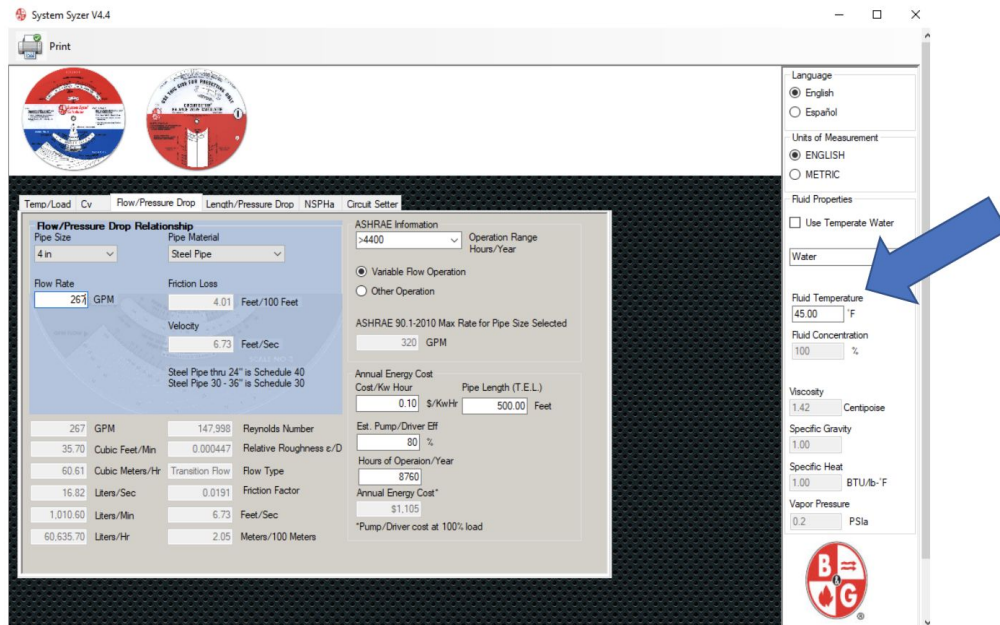 System Syzer V4.4
Print
Language
English
Español
Units of Measurement
ENGLISH
METRIC
Fluid Properties
Use Temperate Water
Water
Fluid Temperature
45.00 °F
Fluid Concentration
100 %
Viscosity
1.42 Centipoise
Specific Gravity
1.00
Specific Heat
1.00 BTU/lb-°F
Vapor Pressure
0.2 PSIa
B & G
®
Temp/Load Cv Flow/Pressure Drop Length/Pressure Drop NSPHa Circuit Setter
Flow/Pressure Drop Relationship
Pipe Size Pipe Material
4 in Steel Pipe
Flow Rate Friction Loss
267 GPM 4.01 Feet/100 Feet
Velocity
6.73 Feet/Sec
Steel Pipe thru 24" is Schedule 40
Steel Pipe 30 - 36" is Schedule 30
267 GPM 147,998 Reynolds Number
35.70 Cubic Feet/Min 0.000447 Relative Roughness ε/D
60.61 Cubic Meters/Hr Transition Flow Flow Type
16.82 Liters/Sec 0.0191 Friction Factor
1,010.60 Liters/Min 6.73 Feet/Sec
60,635.70 Liters/Hr 2.05 Meters/100 Meters
ASHRAE Infomation
>4400 Operation Range
Hours/Year
Variable Flow Operation
Other Operation
ASHRAE 90.1-2010 Max Rate for Pipe Size Selected
320 GPM
Annual Energy Cost
Cost/Kw Hour Pipe Length (T.E.L.)
0.10 $/KwHr 500.00 Feet
Est. Pump/Driver Eff
80 %
Hours of Operaion/Year
8760
Annual Energy Cost*
$1,105
*Pump/Driver cost at 100% load